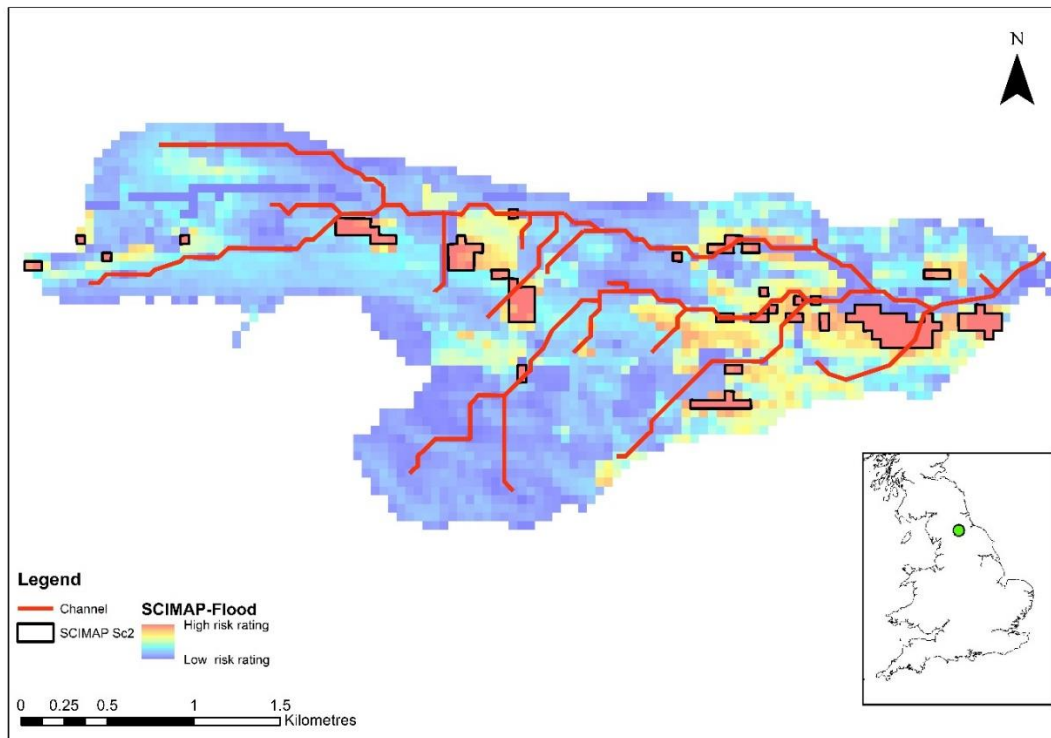 N
Legend
Channel
SCIMAP Sc2
SCIMAP-Flood
High risk rating
Low risk rating
0 0.25 0.5 1 1.5
Kilometres